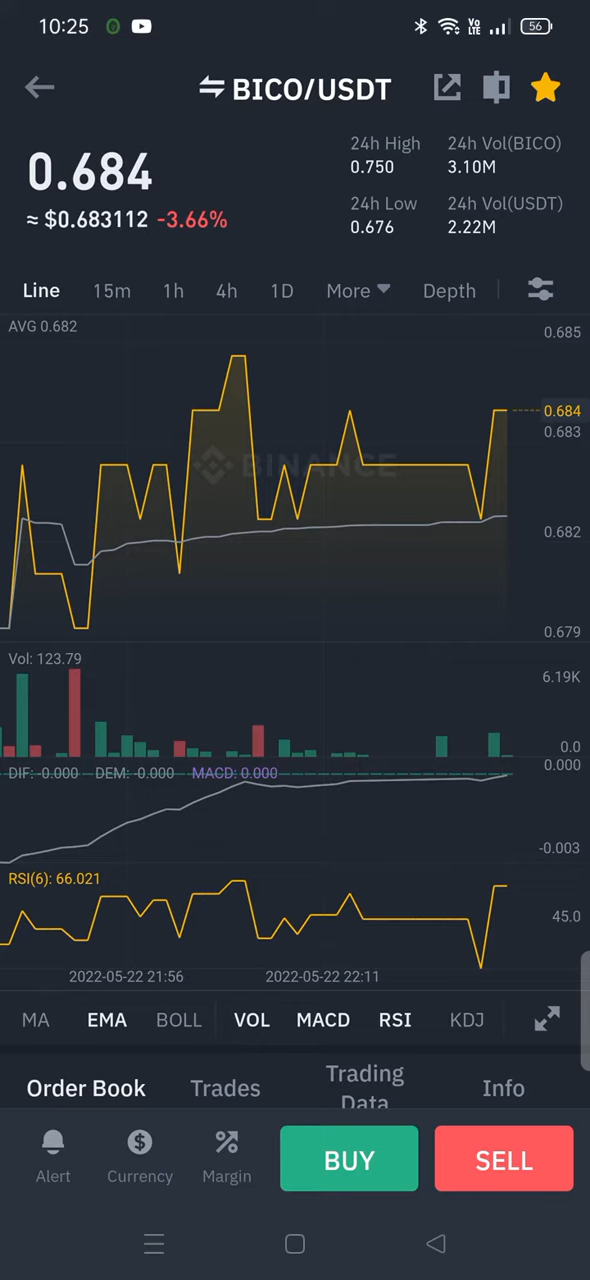 10:25
Vo LTE
56
BICO/USDT
0.684
≈ $0.683112 -3.66%
24h High
0.750
24h Vol(BICO)
3.10M
24h Low
0.676
24h Vol(USDT)
2.22M
Line 15m 1h 4h 1D More Depth
AVG 0.682
0.685
0.684
0.683
BINANCE
0.682
0.679
Vol: 123.79
6.19K
0.0
0.000
DIF: -0.000 DEM: -0.000 MACD: 0.000
-0.003
RSI(6): 66.021
45.0
2022-05-22 21:56 2022-05-22 22:11
MA EMA BOLL VOL MACD RSI KDJ
Order Book Trades Trading Data Info
Alert Currency Margin BUY SELL